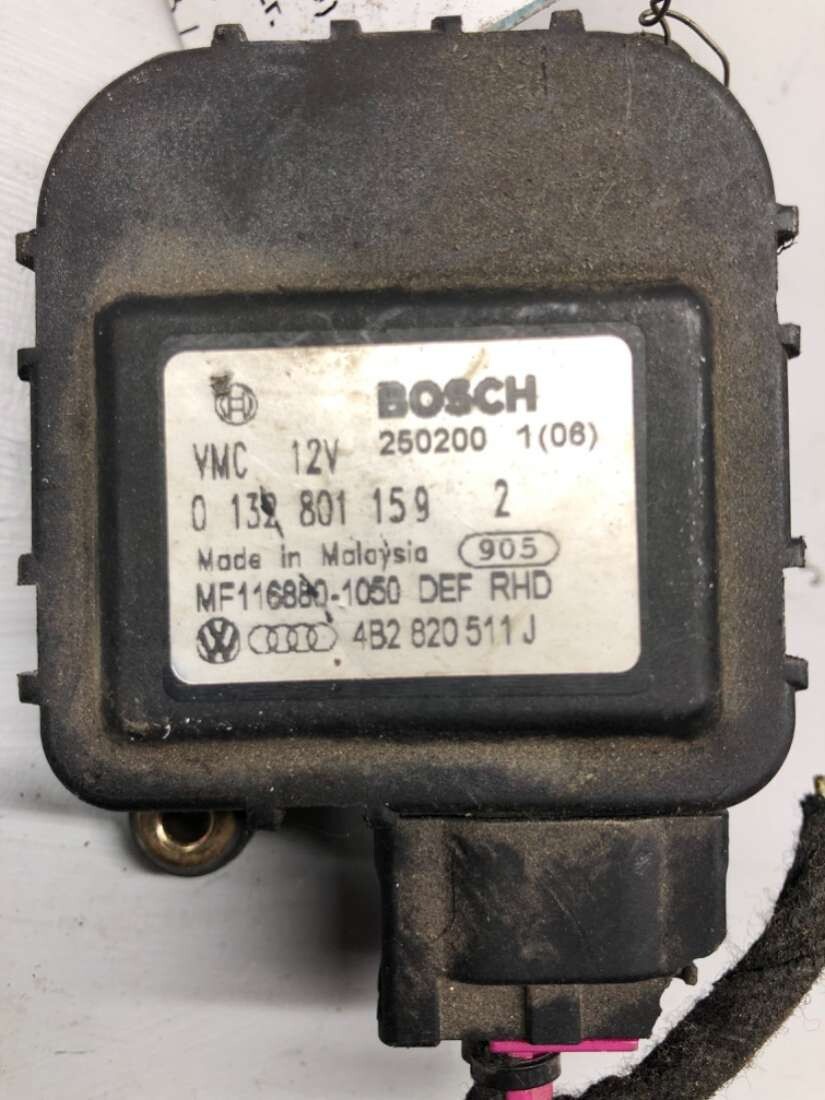 BOSCH
VMC 12V 250200 1(06)
0 132 801 159 2
Made in Malaysia 905
MF116880-1050 DEF RHD
4B2 820 511 J